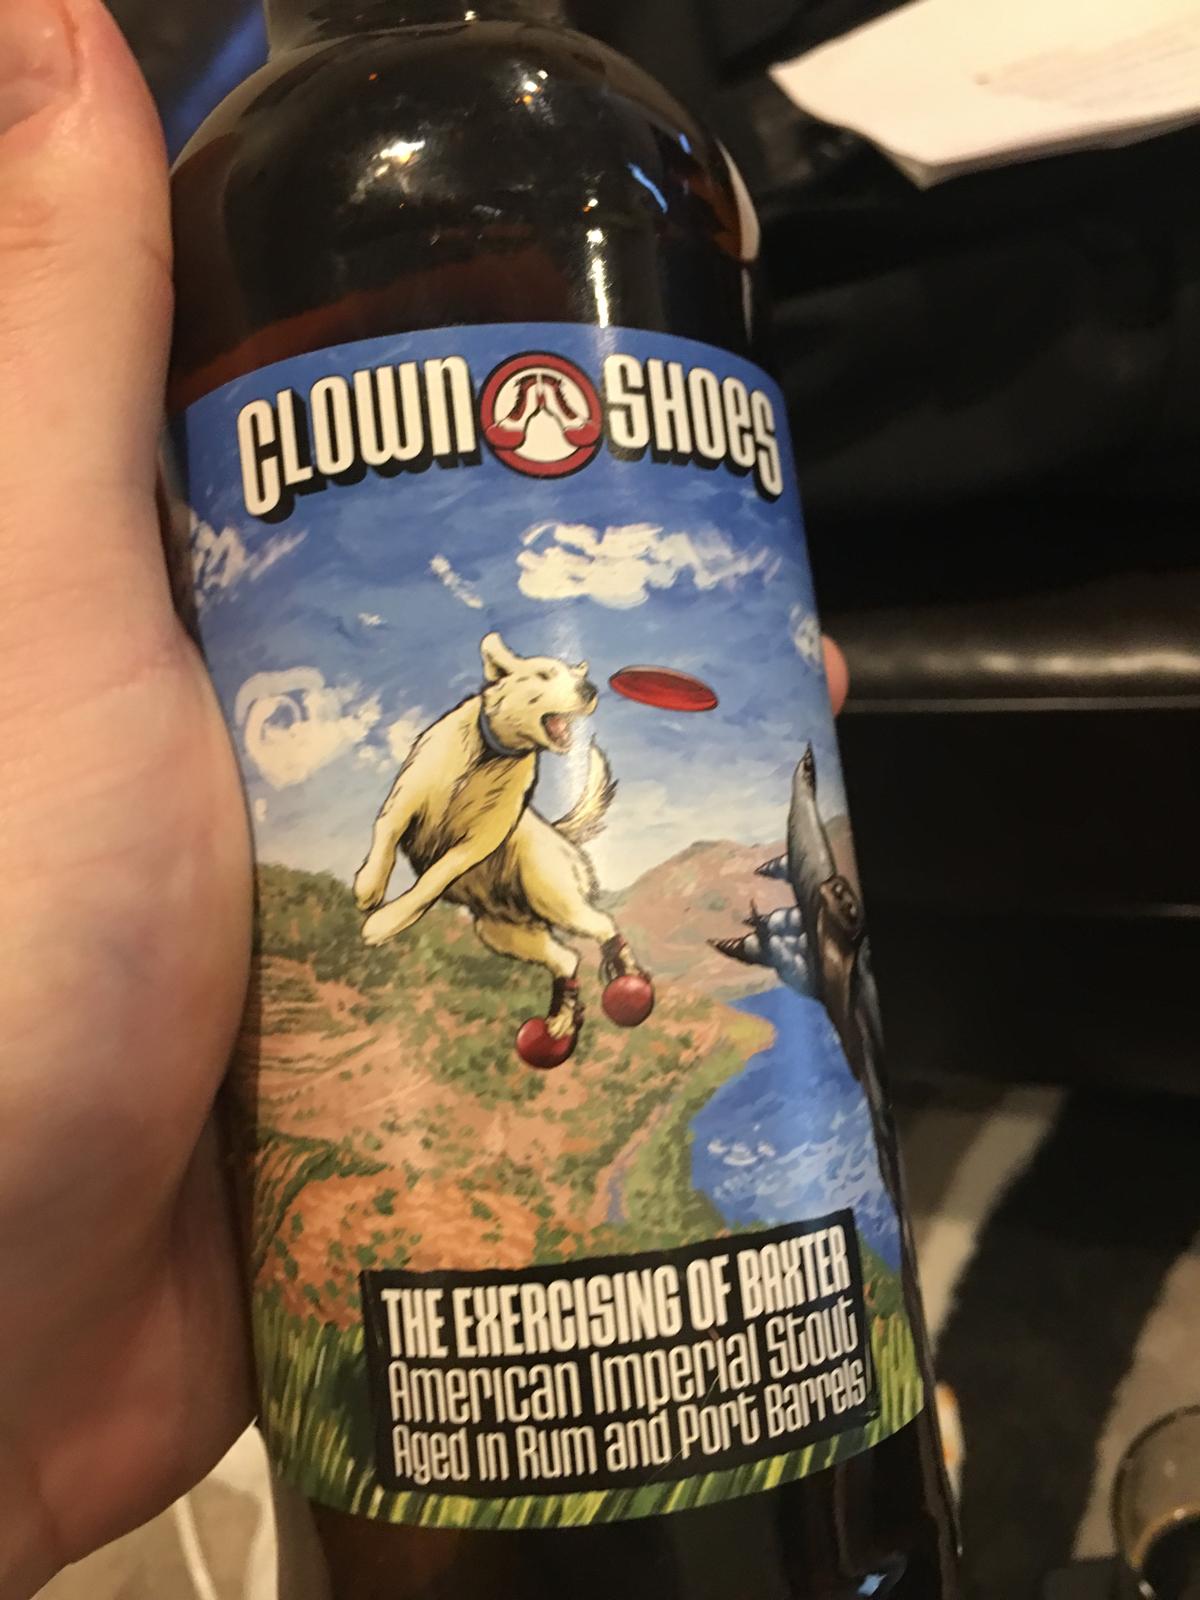 CLOWN SHOES
THE EXERCISING OF BAXTER
American Imperial Stout
Aged in Rum and Port Barrels